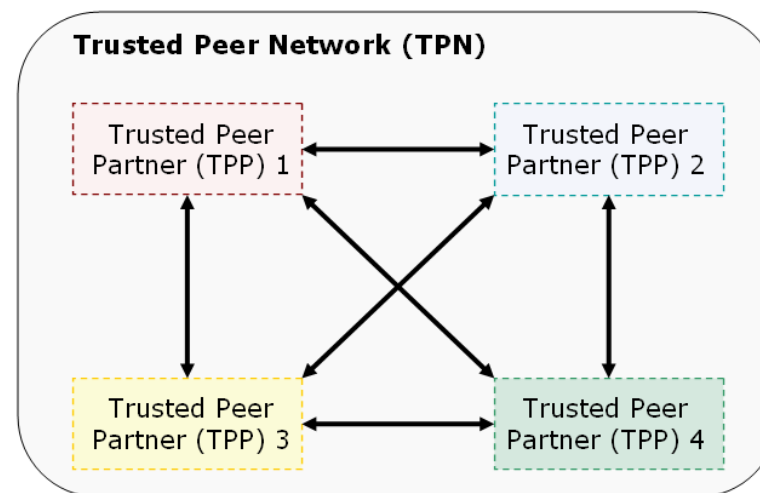 Trusted Peer Network (TPN)
Trusted Peer
Partner (TPP) 1
Trusted Peer
Partner (TPP) 2
Trusted Peer
Partner (TPP) 3
Trusted Peer
Partner (TPP) 4